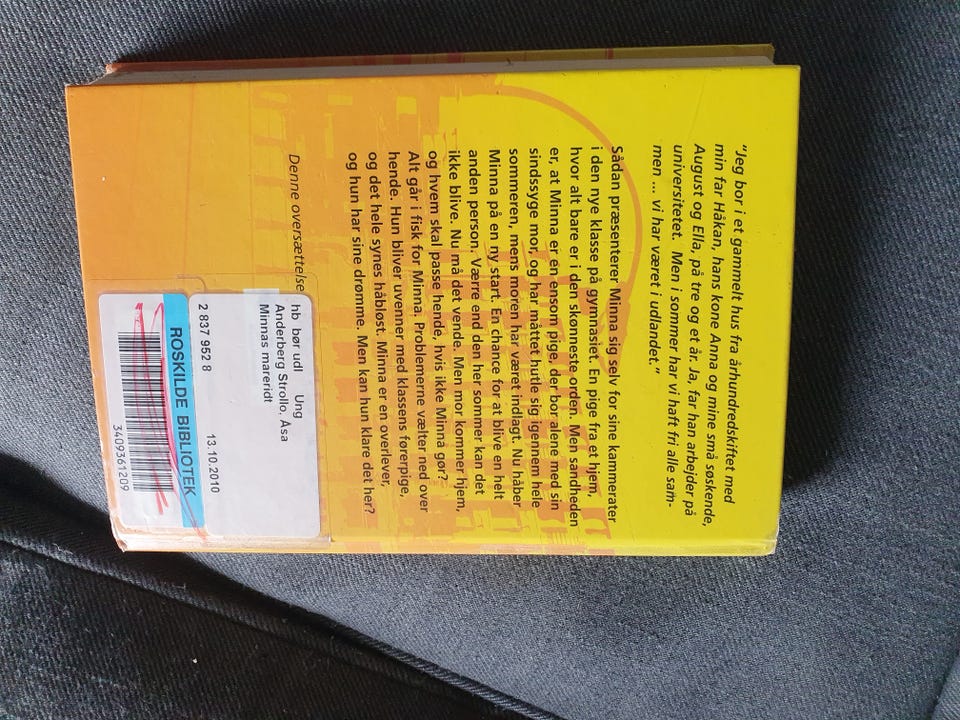 "Jeg bor i et gammelt hus fra århundredskiftet med
min far Håkan, hans kone Anna og mine små søskende,
August og Ella, på tre og et år. Ja, far han arbejder på
universitetet. Men i sommer har vi haft fri alle sam-
men ... vi har været i udlandet."
Sådan præsenterer Minna sig selv for sine kammerater
i den nye klasse på gymnasiet. En pige fra et hjem,
hvor alt bare er i den skønneste orden. Men sandheden
er, at Minna er en ensom pige, der bor alene med sin
sindssyge mor, og har måttet hutle sig igennem hele
sommeren, mens moren har været indlagt. Nu håber
Minna på en ny start. En chance for at blive en helt
anden person. Værre end den her sommer kan det
ikke blive. Nu må det vende. Men mor kommer hjem,
og hvem skal passe hende, hvis ikke Minna gør?
Alt går i fisk for Minna. Problemerne vælter ned over
hende. Hun bliver uvenner med klassens førerpige,
og det hele synes håbløst. Minna er en overlever,
og hun har sine drømme. Men kan hun klare det her?
Denne oversættelse
hb bør udl Ung
Anderberg Strollo, Åsa
Minnas mareridt
2 837 952 8 13.10.2010
ROSKILDE BIBLIOTEK
3409361209